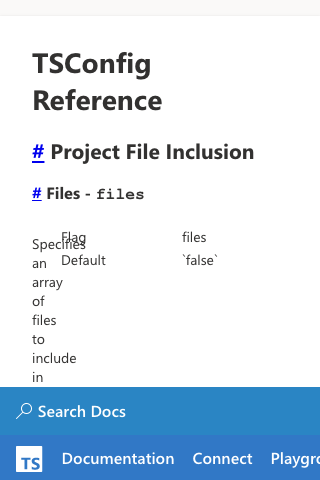 TSConfig
Reference
# Project File Inclusion
# Files - files
Flag files
Default `false`
Specifies
an
array
of
files
to
include
in
Search Docs
TS Documentation Connect Playgro